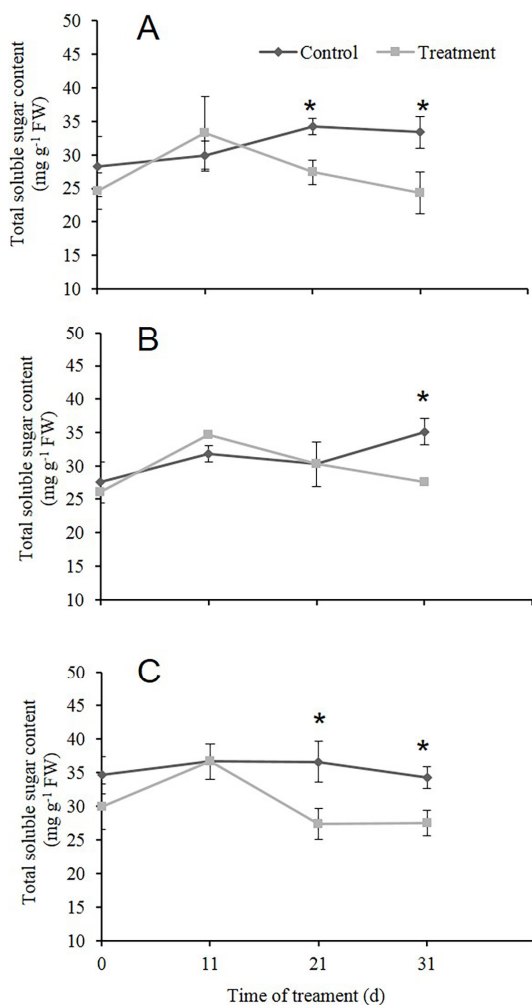 A
Control
Treatment
Total soluble sugar content
(mg g-1 FW)
50
45
40
35
30
25
20
15
10
*
*
B
Total soluble sugar content
(mg g-1 FW)
50
45
40
35
30
25
20
15
10
*
C
Total soluble sugar content
(mg g-1 FW)
50
45
40
35
30
25
20
15
10
*
*
0 11 21 31
Time of treament (d)